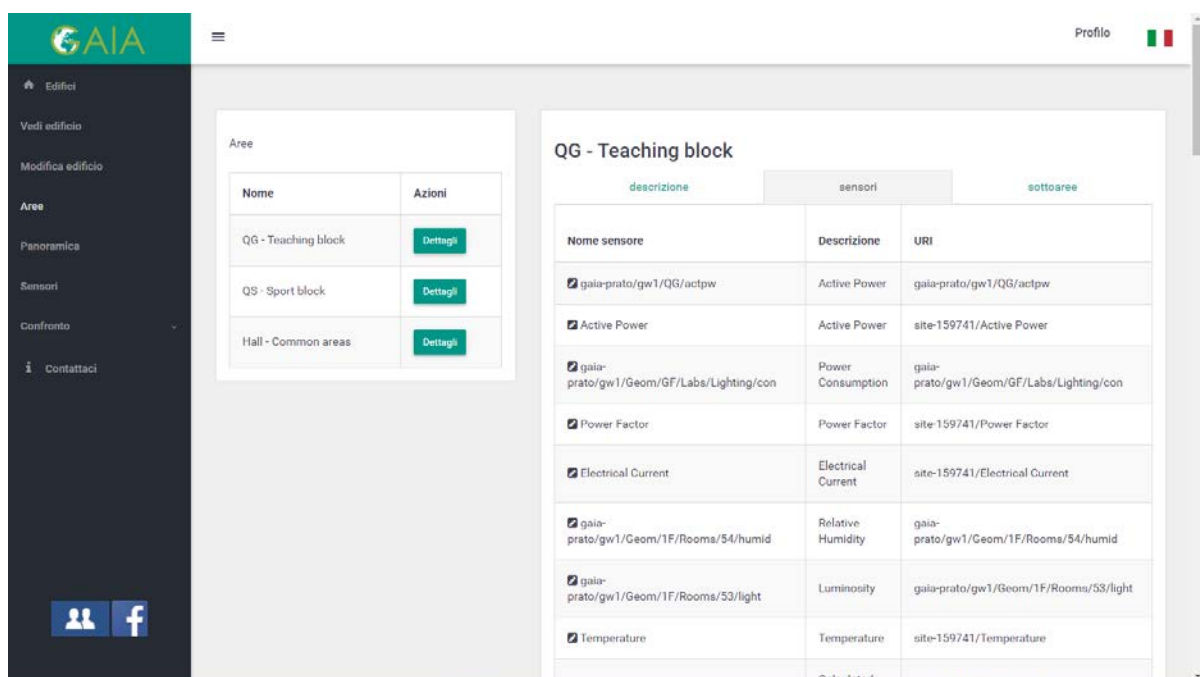 GAIA
Profilo
Edifici
Vedi edificio
Modifica edificio
Aree
Panoramica
Sensori
Confronto
Contattaci
Aree
Nome Azioni
QG - Teaching block Dettagli
QS - Sport block Dettagli
Hall - Common areas Dettagli
QG - Teaching block
descrizione sensori sottoaree
Nome sensore Descrizione URI
gaia-prato/gw1/QG/actpw Active Power gaia-prato/gw1/QG/actpw
Active Power Active Power site-159741/Active Power
gaia- Power gaia-
prato/gw1/Geom/GF/Labs/Lighting/con Consumption prato/gw1/Geom/GF/Labs/Lighting/con
Power Factor Power Factor site-159741/Power Factor
Electrical Current Electrical Current site-159741/Electrical Current
gaia- Relative gaia-
prato/gw1/Geom/1F/Rooms/54/humid Humidity prato/gw1/Geom/1F/Rooms/54/humid
gaia-
prato/gw1/Geom/1F/Rooms/53/light Luminosity gaia-prato/gw1/Geom/1F/Rooms/53/light
Temperature Temperature site-159741/Temperature